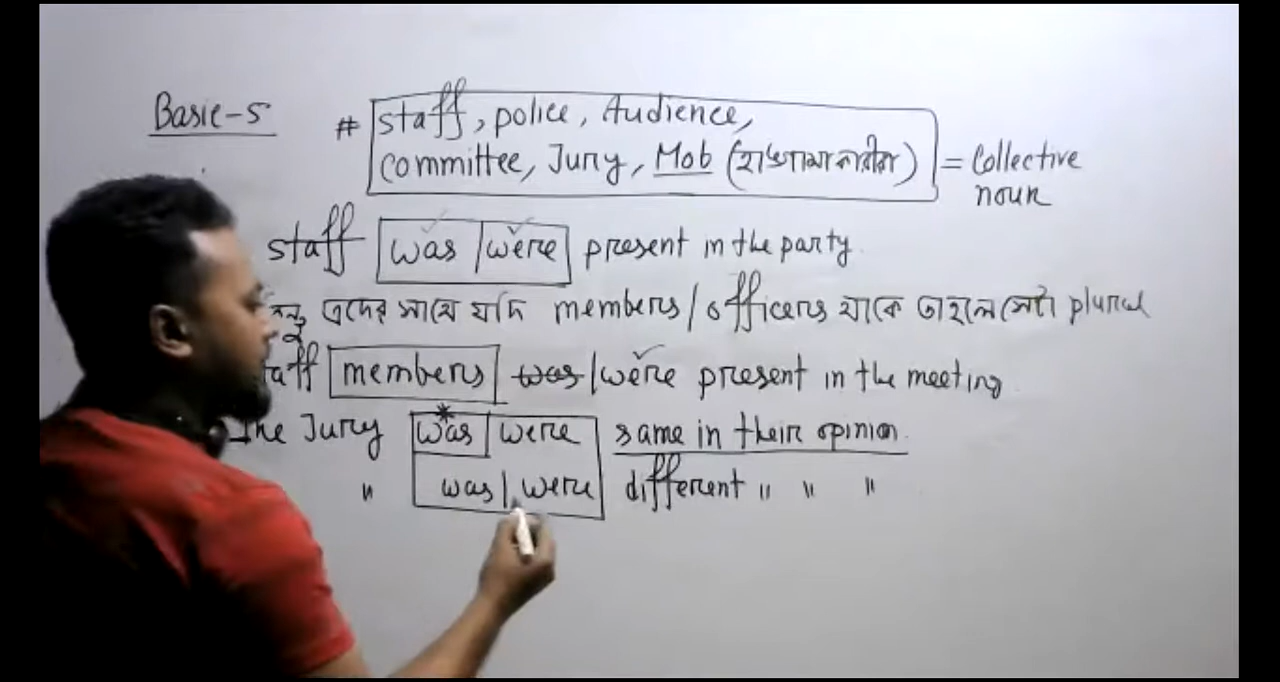 Basic-5
# staff, police, Audience,
committee, Jury, Mob (হাঙ্গামাকারীরা) = Collective noun
staff was/were present in the party.
কিন্তু এদের সাথে যদি members/officers থাকে তাহলে সেটা plural
taff members was/were present in the meeting.
The Jury was were same in their opinion.
" was/were different " " "